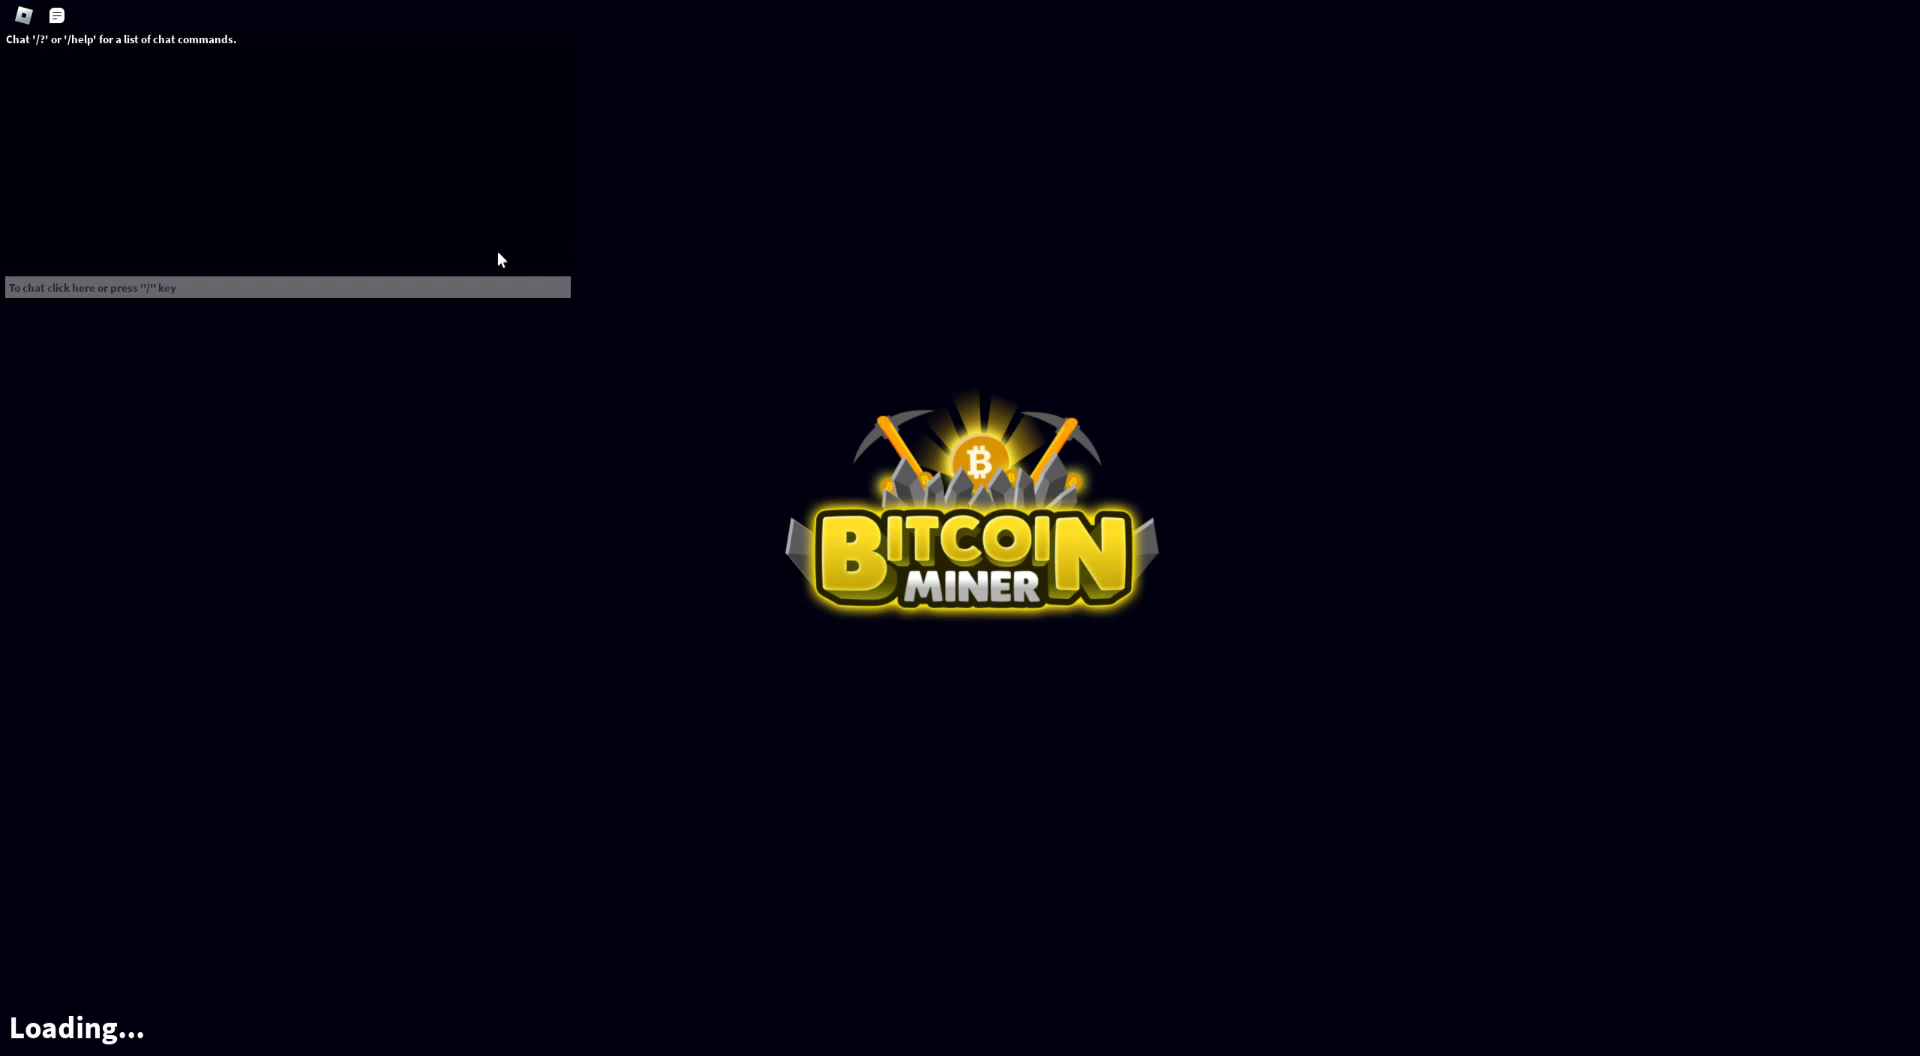 Chat '/?' or '/help' for a list of chat commands.
To chat click here or press "/" key
BITCOIN
MINER
Loading...